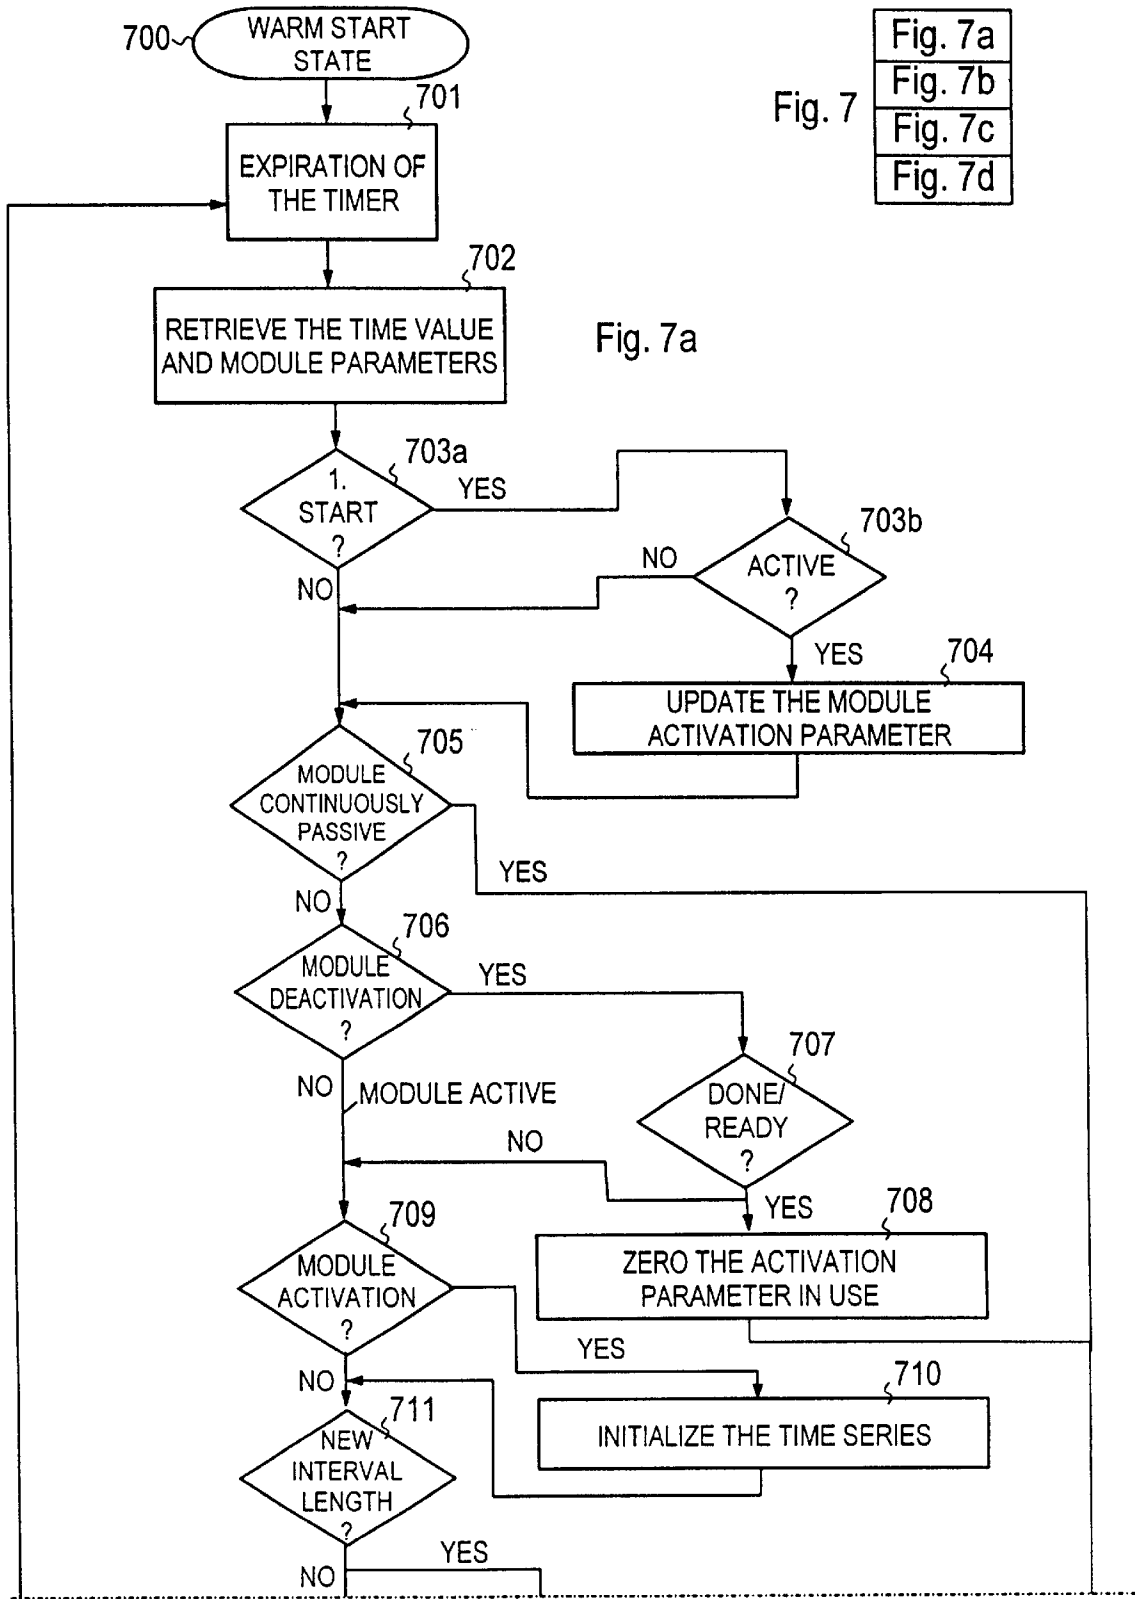 700
WARM START
STATE
Fig. 7
Fig. 7a
Fig. 7b
Fig. 7c
Fig. 7d
701
EXPIRATION OF
THE TIMER
702
RETRIEVE THE TIME VALUE
AND MODULE PARAMETERS
Fig. 7a
703a
1.
START
?
YES
NO
703b
ACTIVE
?
NO
YES
704
UPDATE THE MODULE
ACTIVATION PARAMETER
705
MODULE
CONTINUOUSLY
PASSIVE
?
YES
NO
706
MODULE
DEACTIVATION
?
YES
NO
MODULE ACTIVE
707
DONE/
READY
?
NO
YES
708
ZERO THE ACTIVATION
PARAMETER IN USE
709
MODULE
ACTIVATION
?
YES
NO
710
INITIALIZE THE TIME SERIES
711
NEW
INTERVAL
LENGTH
?
YES
NO